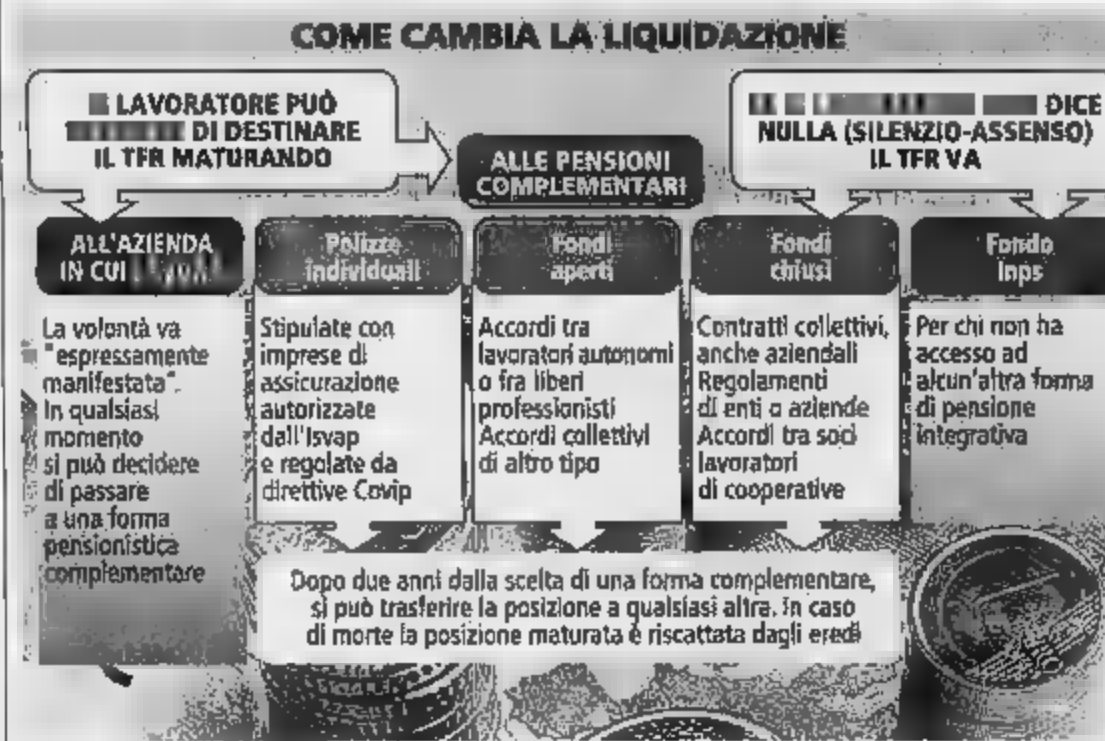 COME CAMBIA LA LIQUIDAZIONE
LAVORATORE PUÒ
DI DESTINARE
IL TFR MATURANDO
ALLE PENSIONI
COMPLEMENTARI
DICE
NULLA (SILENZIO-ASSENSO)
IL TFR VA
ALL'AZIENDA
IN CUI
La volontà va
"espressamente
manifestata".
In qualsiasi
momento
si può decidere
di passare
a una forma
pensionistica
complementare
Polizze
individuali
Stipulate con
imprese di
assicurazione
autorizzate
dall'Isvap
e regolate da
direttive Covip
Fondi
aperti
Accordi tra
lavoratori autonomi
o fra liberi
professionisti
Accordi collettivi
di altro tipo
Fondi
chiusi
Contratti collettivi,
anche aziendali
Regolamenti
di enti o aziende
Accordi tra soci
lavoratori
di cooperative
Fondo
Inps
Per chi non ha
accesso ad
alcun'altra forma
di pensione
integrativa
Dopo due anni dalla scelta di una forma complementare,
si può trasferire la posizione a qualsiasi altra. In caso
di morte la posizione maturata è riscattata dagli eredi